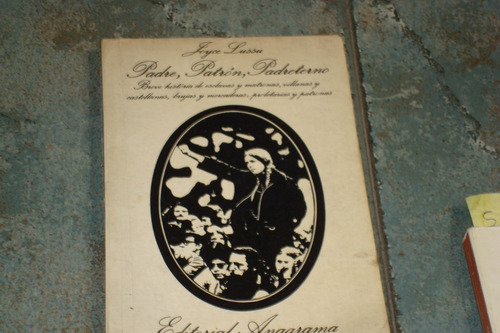 Joyce Lussu
Padre, Patrón, Padreterno
Breve historia de esclavas y matronas, villanas y
castellanas, brujas y mercaderas, proletarias y patronas
Editorial Anagrama
S